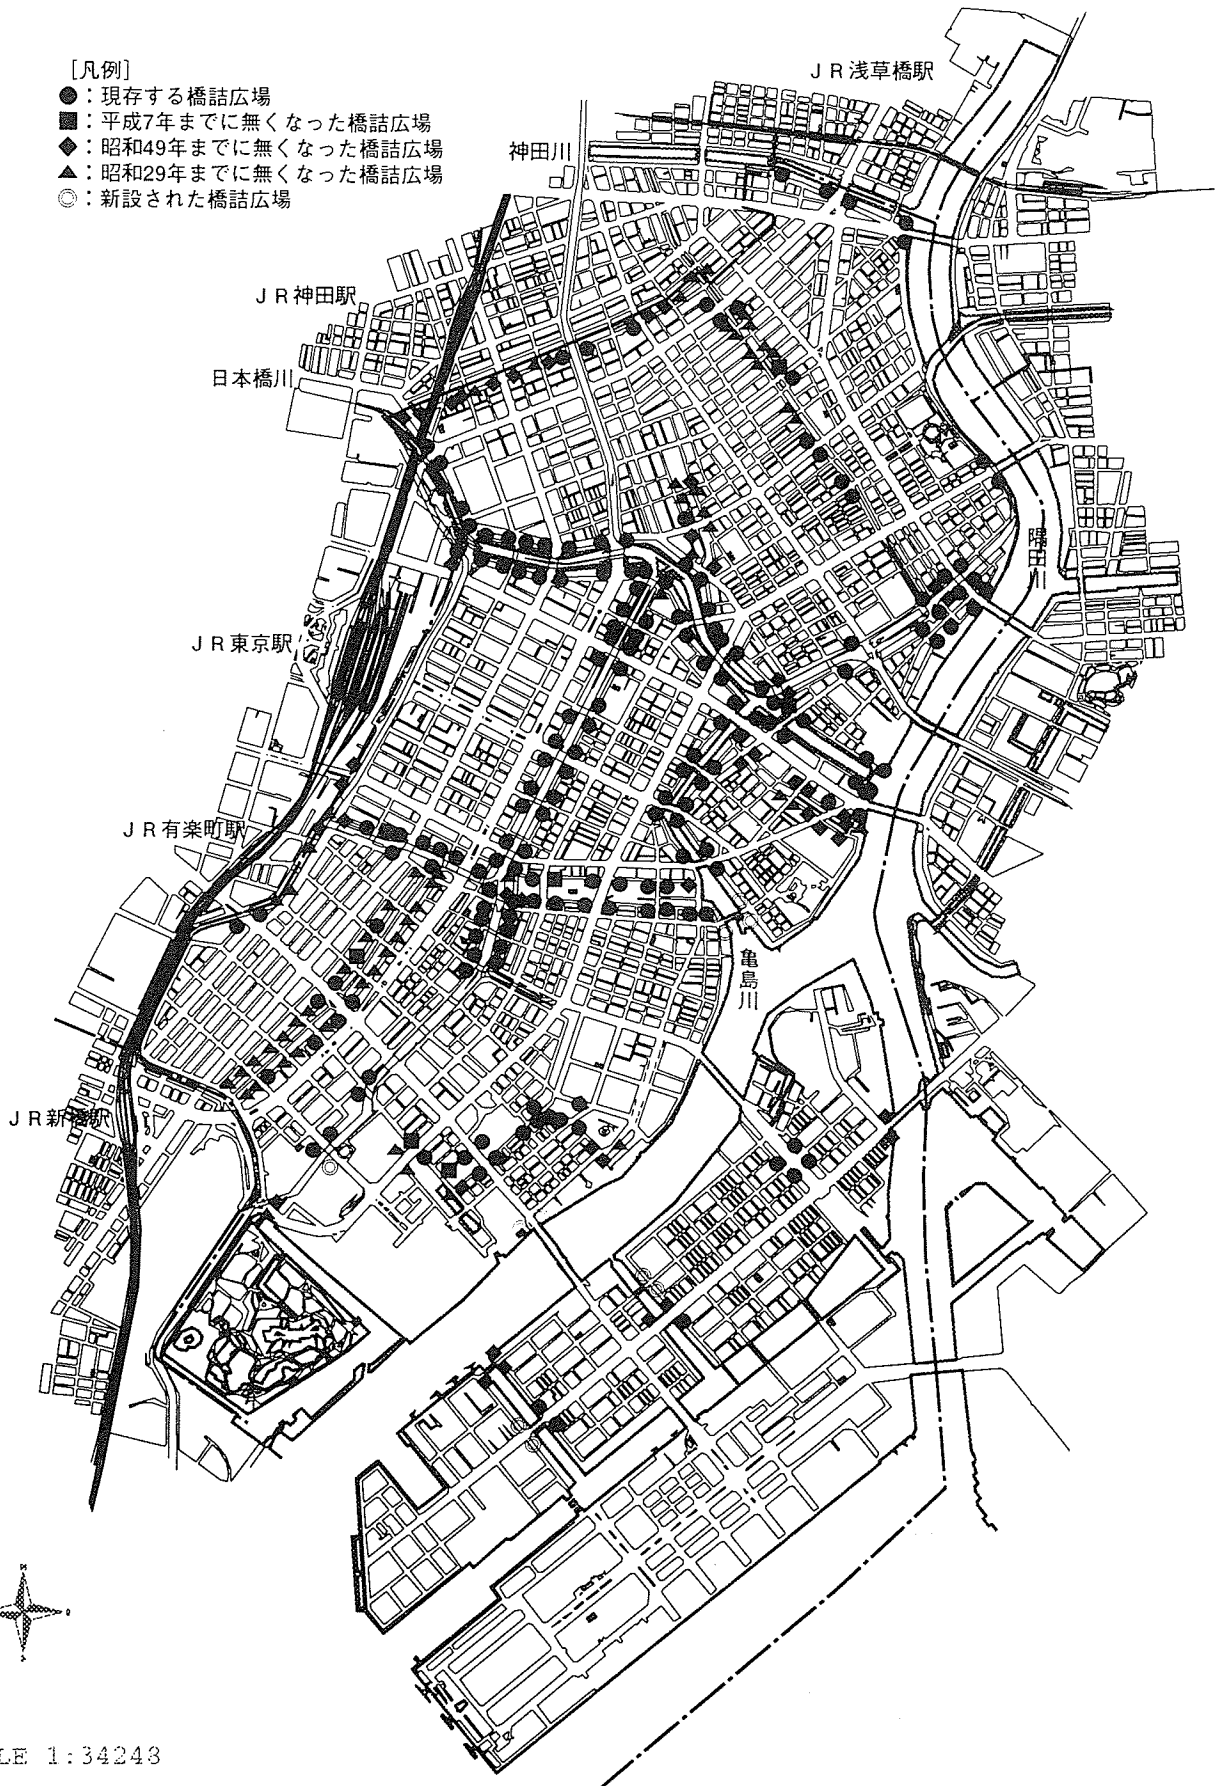 [凡例]
●：現存する橋詰広場
■：平成7年までに無くなった橋詰広場
◆：昭和49年までに無くなった橋詰広場
▲：昭和29年までに無くなった橋詰広場
◎：新設された橋詰広場
ＪＲ浅草橋駅
神田川
ＪＲ神田駅
日本橋川
隅田川
ＪＲ東京駅
ＪＲ有楽町駅
亀島川
ＪＲ新橋駅
LE 1:34248